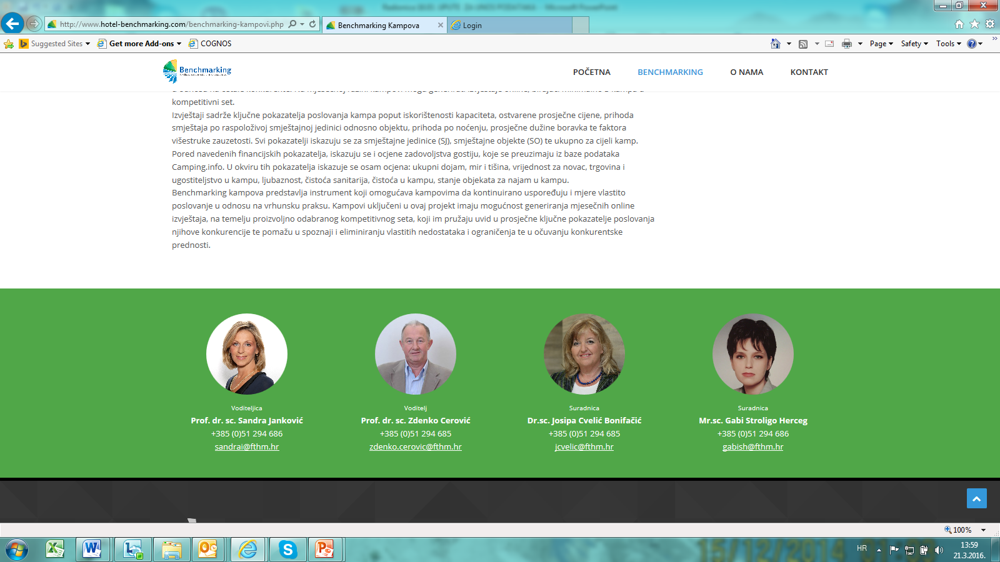 http://www.hotel-benchmarking.com/benchmarking-kampovi.php
Benchmarking Kampova
Login
Suggested Sites
Get more Add-ons
COGNOS
Page
Safety
Tools
Benchmarking
POČETNA
BENCHMARKING
O NAMA
KONTAKT
kompetitivni set.
Izvještaji sadrže ključne pokazatelja poslovanja kampa poput iskorištenosti kapaciteta, ostvarene prosječne cijene, prihoda
smještaja po raspoloživoj smještajnoj jedinici odnosno objektu, prihoda po noćenju, prosječne dužine boravka te faktora
višestruke zauzetosti. Svi pokazatelji iskazuju se za smještajne jedinice (SJ), smještajne objekte (SO) te ukupno za cijeli kamp.
Pored navedenih financijskih pokazatelja, iskazuju se i ocjene zadovoljstva gostiju, koje se preuzimaju iz baze podataka
Camping.info. U okviru tih pokazatelja iskazuje se osam ocjena: ukupni dojam, mir i tišina, vrijednost za novac, trgovina i
ugostiteljstvo u kampu, ljubaznost, čistoća sanitarija, čistoća u kampu, stanje objekata za najam u kampu.
Benchmarking kampova predstavlja instrument koji omogućava kampovima da kontinuirano uspoređuju i mjere vlastito
poslovanje u odnosu na vrhunsku praksu. Kampovi uključeni u ovaj projekt imaju mogućnost generiranja mjesečnih online
izvještaja, na temelju proizvoljno odabranog kompetitivnog seta, koji im pružaju uvid u prosječne ključne pokazatelje poslovanja
njihove konkurencije te pomažu u spoznaji i eliminiranju vlastitih nedostataka i ograničenja te u očuvanju konkurentske
prednosti.
Voditeljica
Prof. dr. sc. Sandra Janković
+385 (0)51 294 686
sandrai@fthm.hr
Voditelj
Prof. dr. sc. Zdenko Cerović
+385 (0)51 294 685
zdenko.cerovic@fthm.hr
Suradnica
Dr.sc. Josipa Cvelić Bonifačić
+385 (0)51 294 685
jcvelic@fthm.hr
Suradnica
Mr.sc. Gabi Stroligo Herceg
+385 (0)51 294 686
gabish@fthm.hr
100%
HR
13:59
21.3.2016.
15/12/2014